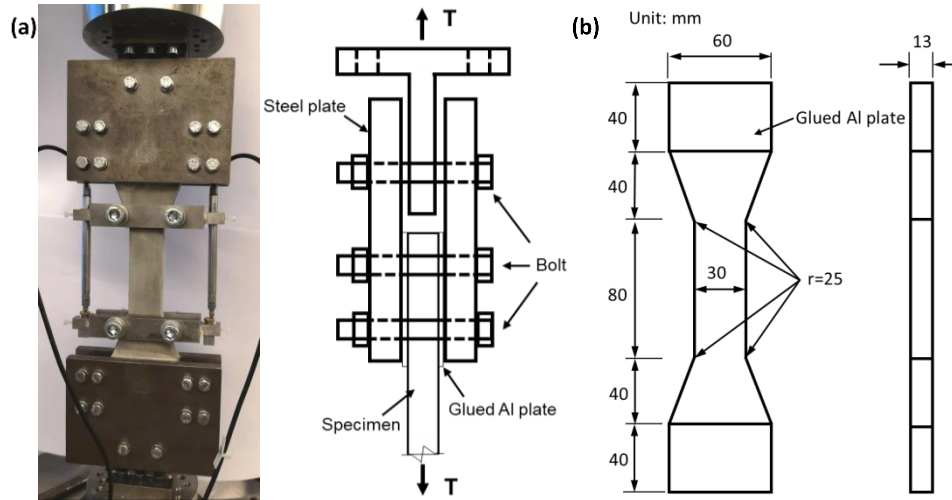 (a)
T
Steel plate
Bolt
Specimen
Glued Al plate
T
(b)
Unit: mm
60
13
40
Glued Al plate
40
30
r=25
80
40
40